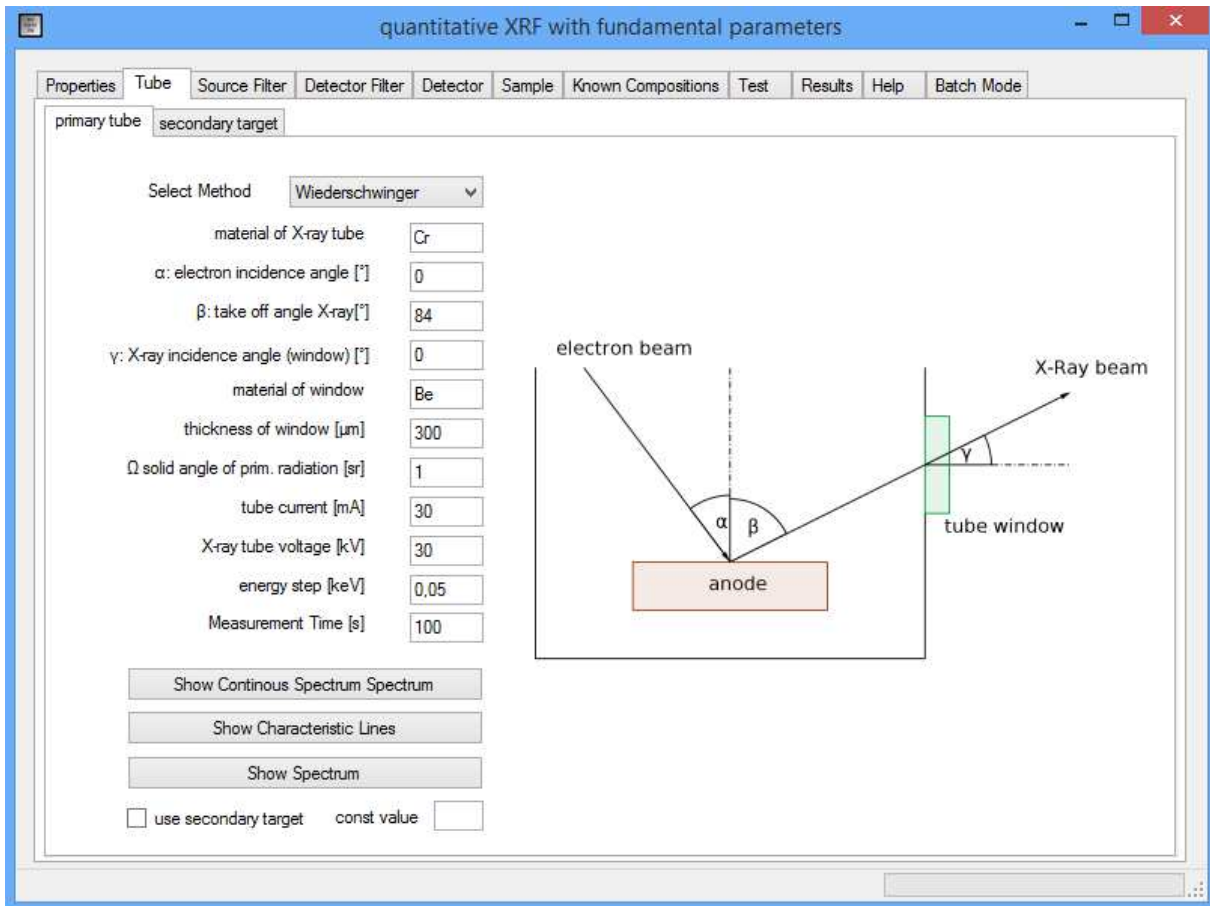 quantitative XRF with fundamental parameters
Properties Tube Source Filter Detector Filter Detector Sample Known Compositions Test Results Help Batch Mode
primary tube secondary target
Select Method Wiederschwinger
material of X-ray tube Cr
α: electron incidence angle [°] 0
β: take off angle X-ray[°] 84
γ: X-ray incidence angle (window) [°] 0
material of window Be
thickness of window [µm] 300
Ω solid angle of prim. radiation [sr] 1
tube current [mA] 30
X-ray tube voltage [kV] 30
energy step [keV] 0,05
Measurement Time [s] 100
Show Continous Spectrum Spectrum
Show Characteristic Lines
Show Spectrum
use secondary target const value
electron beam
X-Ray beam
α β γ
tube window
anode